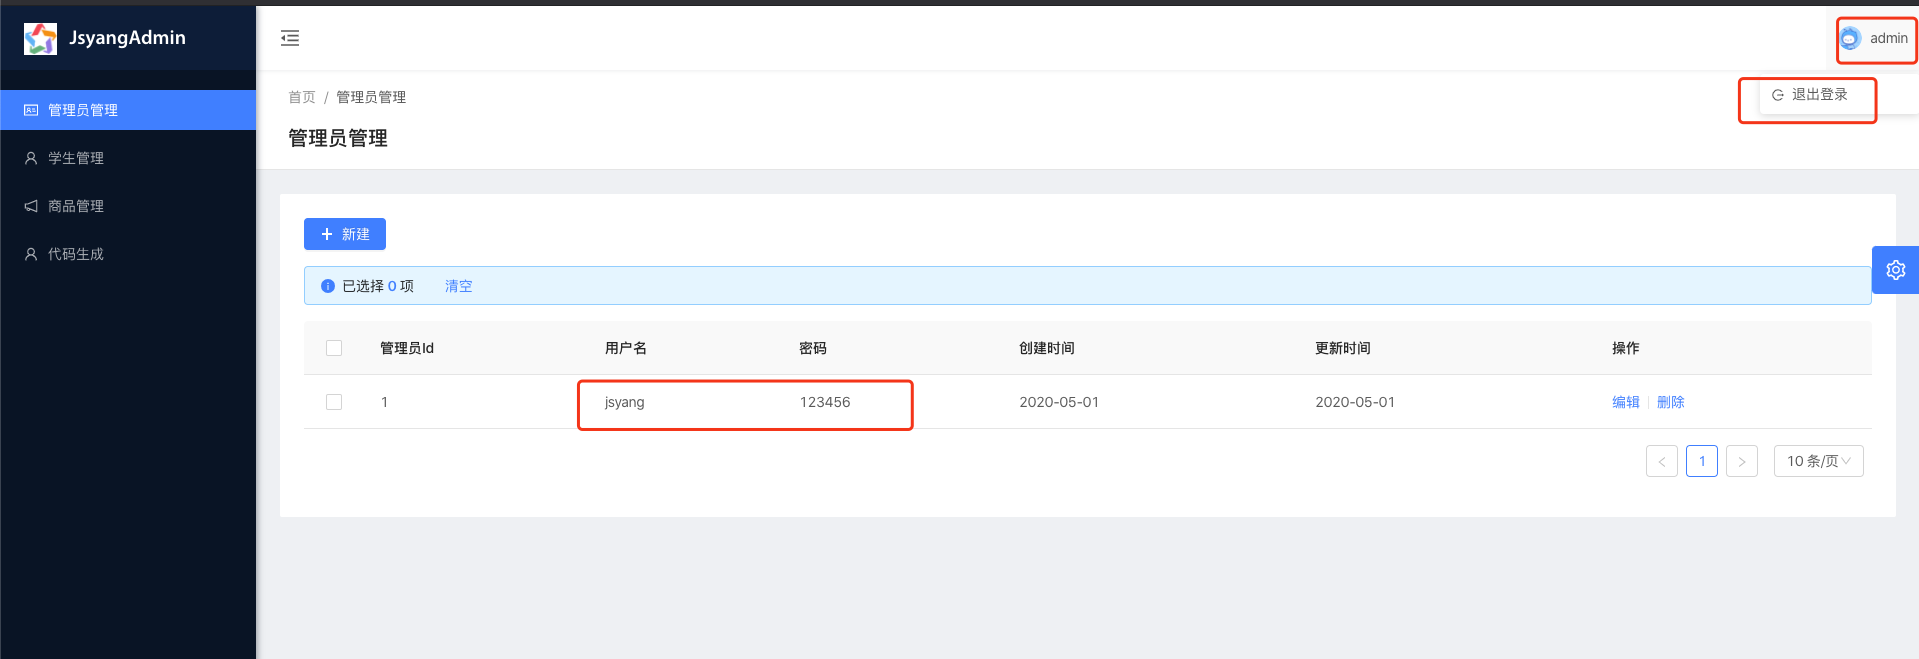 JsyangAdmin
admin
管理员管理
学生管理
商品管理
代码生成
首页 / 管理员管理
退出登录
管理员管理
+ 新建
已选择 0 项 清空
管理员Id 用户名 密码 创建时间 更新时间 操作
1 jsyang 123456 2020-05-01 2020-05-01 编辑 删除
< 1 > 10 条/页